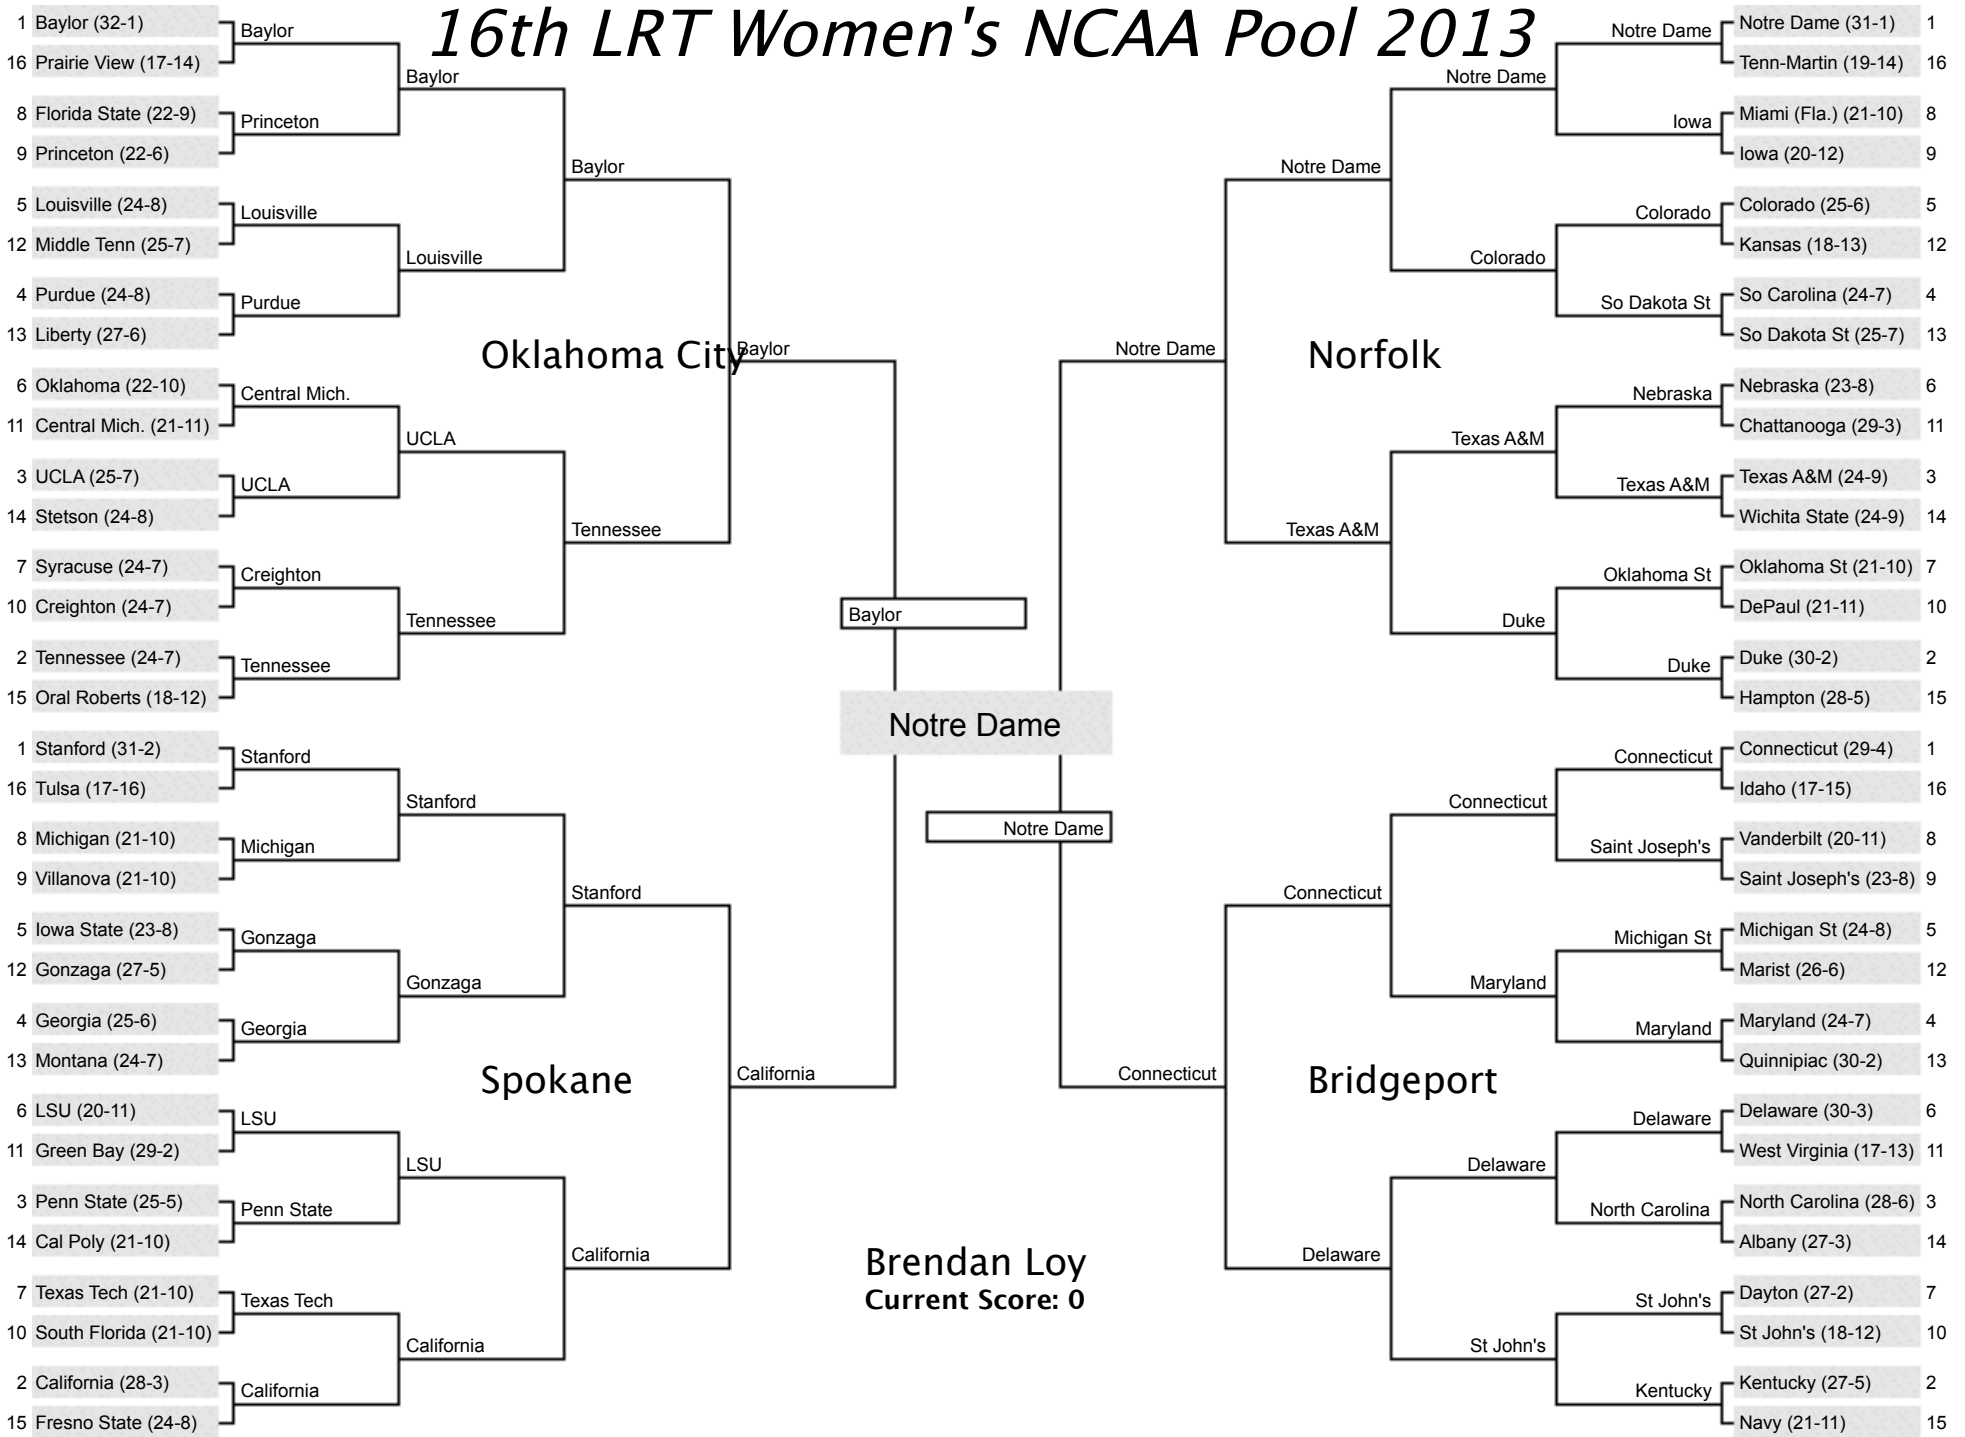 16th LRT Women's NCAA Pool 2013
1 Baylor (32-1)
16 Prairie View (17-14)
8 Florida State (22-9)
9 Princeton (22-6)
5 Louisville (24-8)
12 Middle Tenn (25-7)
4 Purdue (24-8)
13 Liberty (27-6)
6 Oklahoma (22-10)
11 Central Mich. (21-11)
3 UCLA (25-7)
14 Stetson (24-8)
7 Syracuse (24-7)
10 Creighton (24-7)
2 Tennessee (24-7)
15 Oral Roberts (18-12)
Baylor
Princeton
Louisville
Purdue
Central Mich.
UCLA
Creighton
Tennessee
Baylor
Louisville
UCLA
Tennessee
Baylor
Tennessee
Oklahoma City
Baylor
1 Stanford (31-2)
16 Tulsa (17-16)
8 Michigan (21-10)
9 Villanova (21-10)
5 Iowa State (23-8)
12 Gonzaga (27-5)
4 Georgia (25-6)
13 Montana (24-7)
6 LSU (20-11)
11 Green Bay (29-2)
3 Penn State (25-5)
14 Cal Poly (21-10)
7 Texas Tech (21-10)
10 South Florida (21-10)
2 California (28-3)
15 Fresno State (24-8)
Stanford
Michigan
Gonzaga
Georgia
LSU
Penn State
Texas Tech
California
Stanford
Gonzaga
LSU
California
Stanford
California
Spokane
California
Baylor
Notre Dame
Notre Dame
Brendan Loy
Current Score: 0
Notre Dame (31-1) 1
Tenn-Martin (19-14) 16
Miami (Fla.) (21-10) 8
Iowa (20-12) 9
Colorado (25-6) 5
Kansas (18-13) 12
So Carolina (24-7) 4
So Dakota St (25-7) 13
Nebraska (23-8) 6
Chattanooga (29-3) 11
Texas A&M (24-9) 3
Wichita State (24-9) 14
Oklahoma St (21-10) 7
DePaul (21-11) 10
Duke (30-2) 2
Hampton (28-5) 15
Notre Dame
Iowa
Colorado
So Dakota St
Nebraska
Texas A&M
Oklahoma St
Duke
Notre Dame
Colorado
Texas A&M
Duke
Notre Dame
Texas A&M
Norfolk
Notre Dame
Connecticut (29-4) 1
Idaho (17-15) 16
Vanderbilt (20-11) 8
Saint Joseph's (23-8) 9
Michigan St (24-8) 5
Marist (26-6) 12
Maryland (24-7) 4
Quinnipiac (30-2) 13
Delaware (30-3) 6
West Virginia (17-13) 11
North Carolina (28-6) 3
Albany (27-3) 14
Dayton (27-2) 7
St John's (18-12) 10
Kentucky (27-5) 2
Navy (21-11) 15
Connecticut
Saint Joseph's
Michigan St
Maryland
Delaware
North Carolina
St John's
Kentucky
Connecticut
Maryland
Delaware
St John's
Connecticut
Delaware
Bridgeport
Connecticut